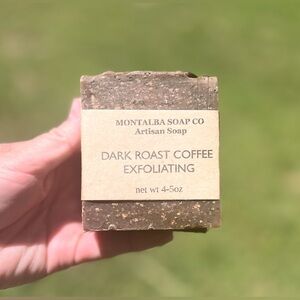 MONTALBA SOAP CO
Artisan Soap
DARK ROAST COFFEE
EXFOLIATING
net wt 4-5oz